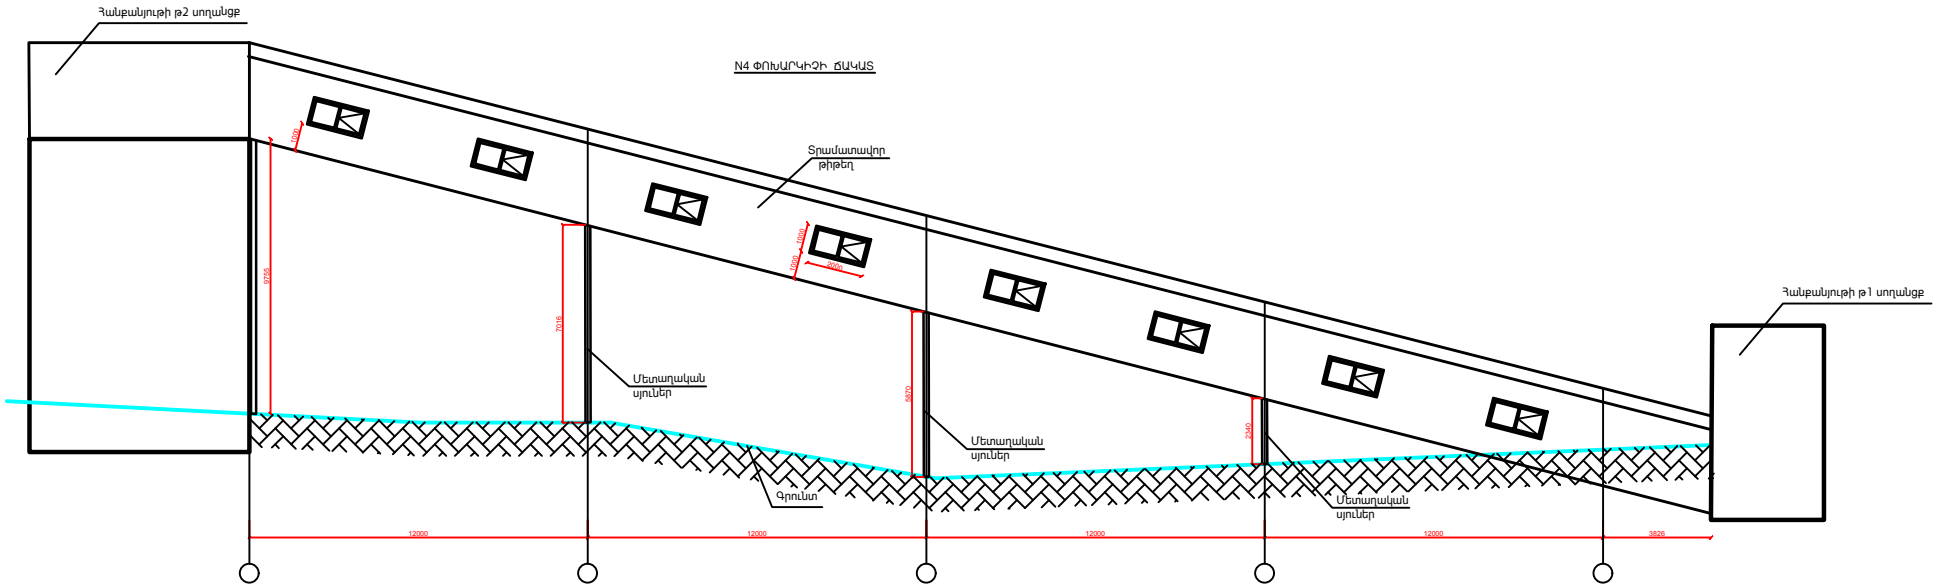 Հանքանյութի թ2 սողանցք
N4 ՓՈԽԱՐԿԻՉԻ ՃԱԿԱՏ
Տրամատավոր
թիթեղ
1000
1000
1000
2000
9755
7016
5870
2340
Հանքանյութի թ1 սողանցք
Մետաղական
սյուներ
Մետաղական
սյուներ
Մետաղական
սյուներ
Գրունտ
12000
12000
12000
12000
3826